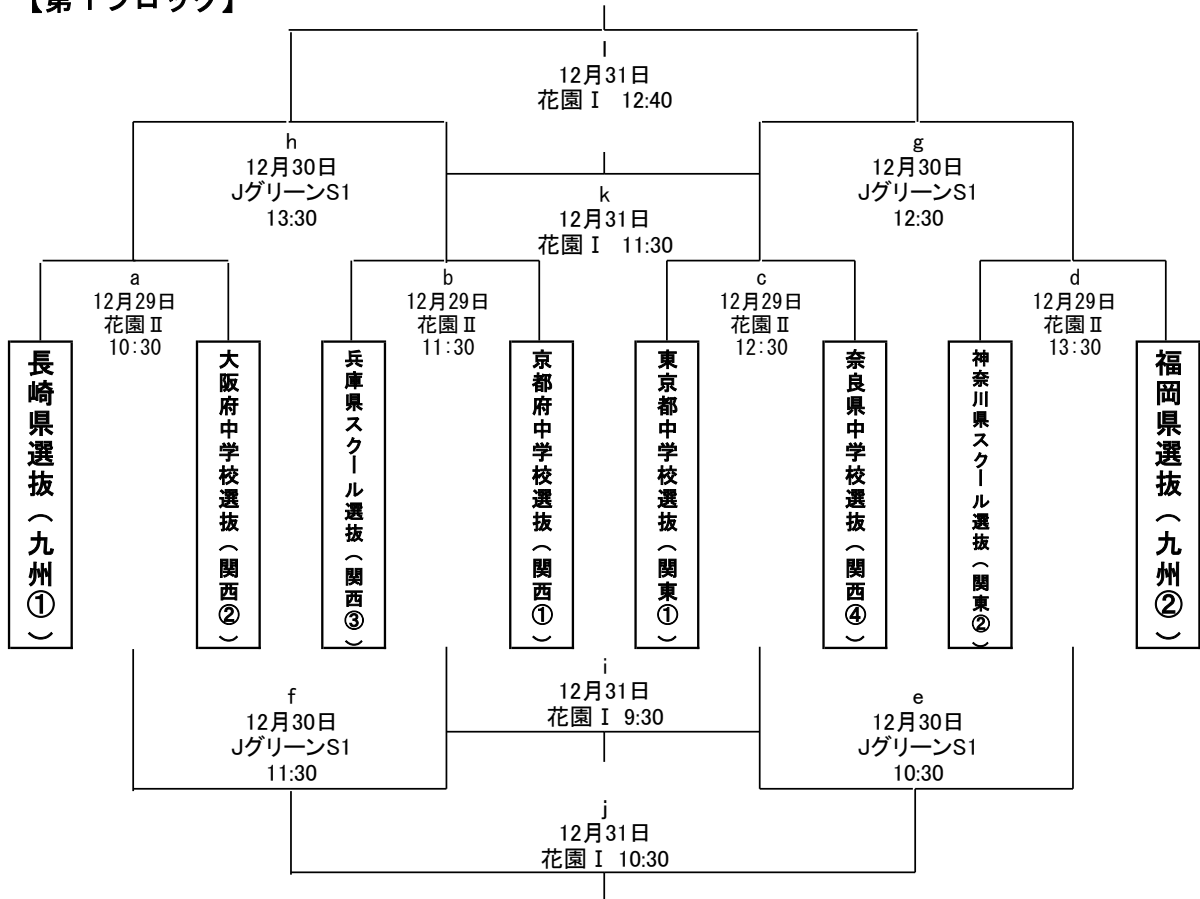 【第1ブロック】
l
12月31日
花園Ⅰ 12:40
h
12月30日
JグリーンS1
13:30
g
12月30日
JグリーンS1
12:30
k
12月31日
花園Ⅰ 11:30
a
12月29日
花園Ⅱ
10:30
b
12月29日
花園Ⅱ
11:30
c
12月29日
花園Ⅱ
12:30
d
12月29日
花園Ⅱ
13:30
長崎県選抜（九州①）
大阪府中学校選抜（関西②）
兵庫県スクール選抜（関西③）
京都府中学校選抜（関西①）
東京都中学校選抜（関東①）
奈良県中学校選抜（関西④）
神奈川県スクール選抜（関東②）
福岡県選抜（九州②）
f
12月30日
JグリーンS1
11:30
i
12月31日
花園Ⅰ 9:30
e
12月30日
JグリーンS1
10:30
j
12月31日
花園Ⅰ 10:30